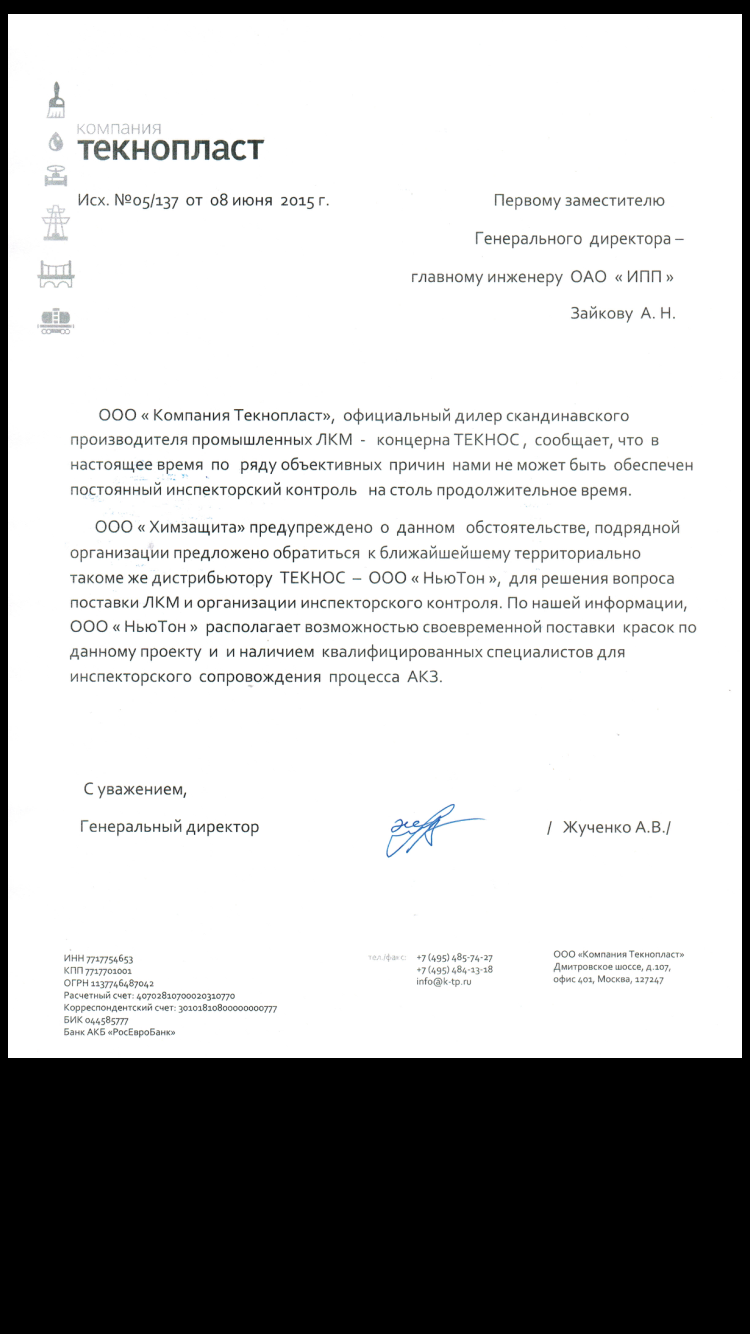 компания
текнопласт
Исх. №05/137 от 08 июня 2015 г.
Первому заместителю
Генерального директора –
главному инженеру ОАО « ИПП »
Зайкову А. Н.
ООО « Компания Текнопласт», официальный дилер скандинавского
производителя промышленных ЛКМ - концерна ТЕКНОС , сообщает, что в
настоящее время по ряду объективных причин нами не может быть обеспечен
постоянный инспекторский контроль на столь продолжительное время.
ООО « Химзащита» предупреждено о данном обстоятельстве, подрядной
организации предложено обратиться к ближайшейшему территориально
такоме же дистрибьютору ТЕКНОС – ООО « НьюТон », для решения вопроса
поставки ЛКМ и организации инспекторского контроля. По нашей информации,
ООО « НьюТон » располагает возможностью своевременной поставки красок по
данному проекту и и наличием квалифицированных специалистов для
инспекторского сопровождения процесса АКЗ.
С уважением,
Генеральный директор / Жученко А.В./
ИНН 7717754653
КПП 7717701001
ОГРН 1137746487042
Расчетный счет: 40702810700020310770
Корреспондентский счет: 30101810800000000777
БИК 044585777
Банк АКБ «РосЕвроБанк»
тел./факс: +7 (495) 485-74-27
+7 (495) 484-13-18
info@k-tp.ru
ООО «Компания Текнопласт»
Дмитровское шоссе, д.107,
офис 401, Москва, 127247